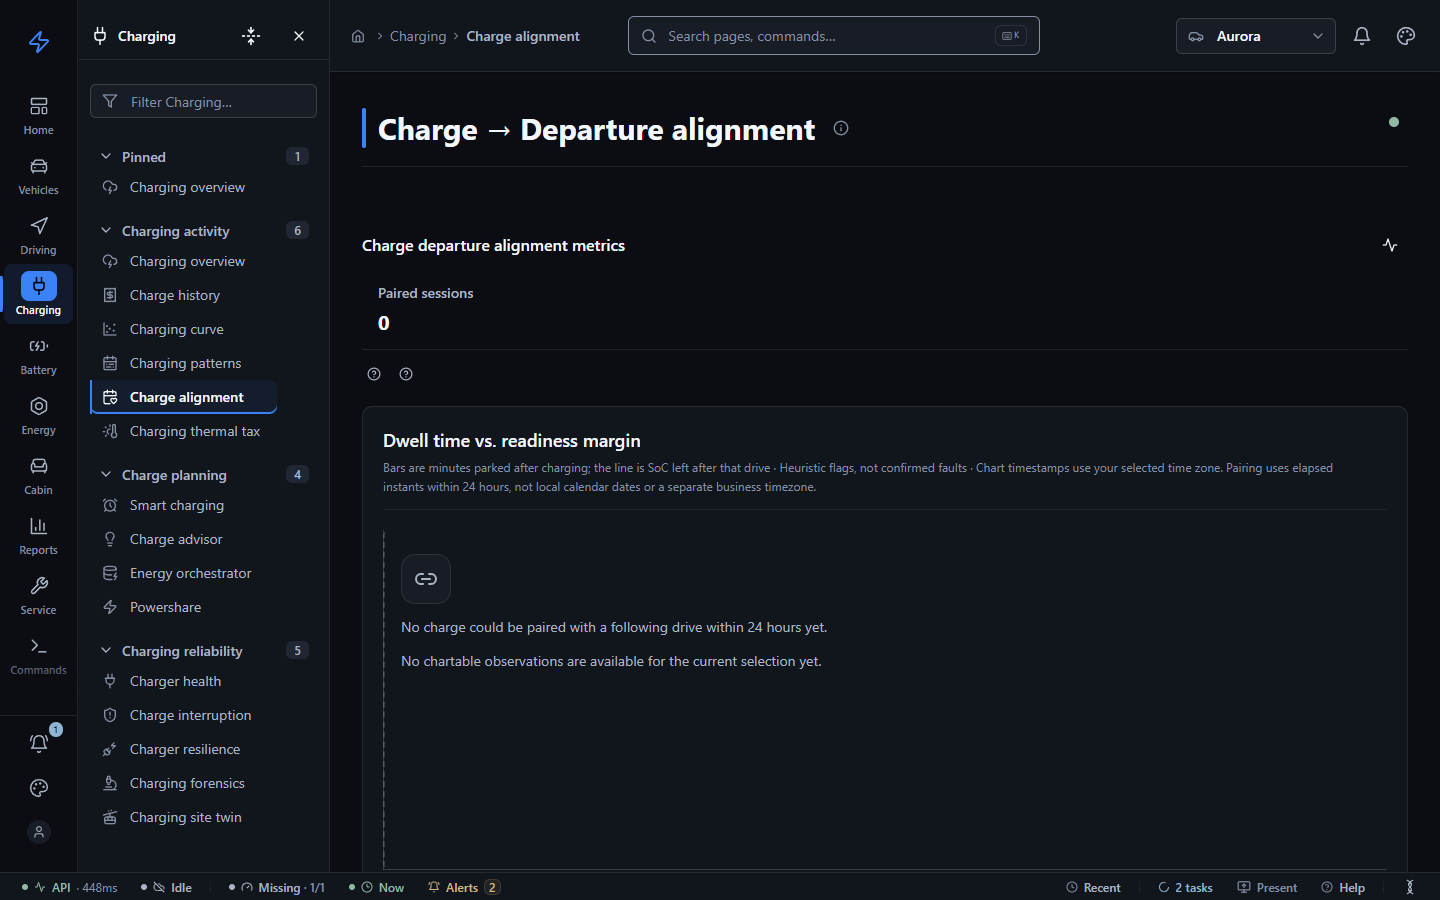 Home
Vehicles
Driving
Charging
Battery
Energy
Cabin
Reports
Service
Commands
1
Charging
Filter Charging...
Pinned 1
Charging overview
Charging activity 6
Charging overview
Charge history
Charging curve
Charging patterns
Charge alignment
Charging thermal tax
Charge planning 4
Smart charging
Charge advisor
Energy orchestrator
Powershare
Charging reliability 5
Charger health
Charge interruption
Charger resilience
Charging forensics
Charging site twin
Charging > Charge alignment
Search pages, commands... K
Aurora
Charge → Departure alignment
Charge departure alignment metrics
Paired sessions
0
Dwell time vs. readiness margin
Bars are minutes parked after charging; the line is SoC left after that drive · Heuristic flags, not confirmed faults · Chart timestamps use your selected time zone. Pairing uses elapsed
instants within 24 hours, not local calendar dates or a separate business timezone.
No charge could be paired with a following drive within 24 hours yet.
No chartable observations are available for the current selection yet.
API · 448ms Idle Missing · 1/1 Now Alerts 2 Recent 2 tasks Present Help